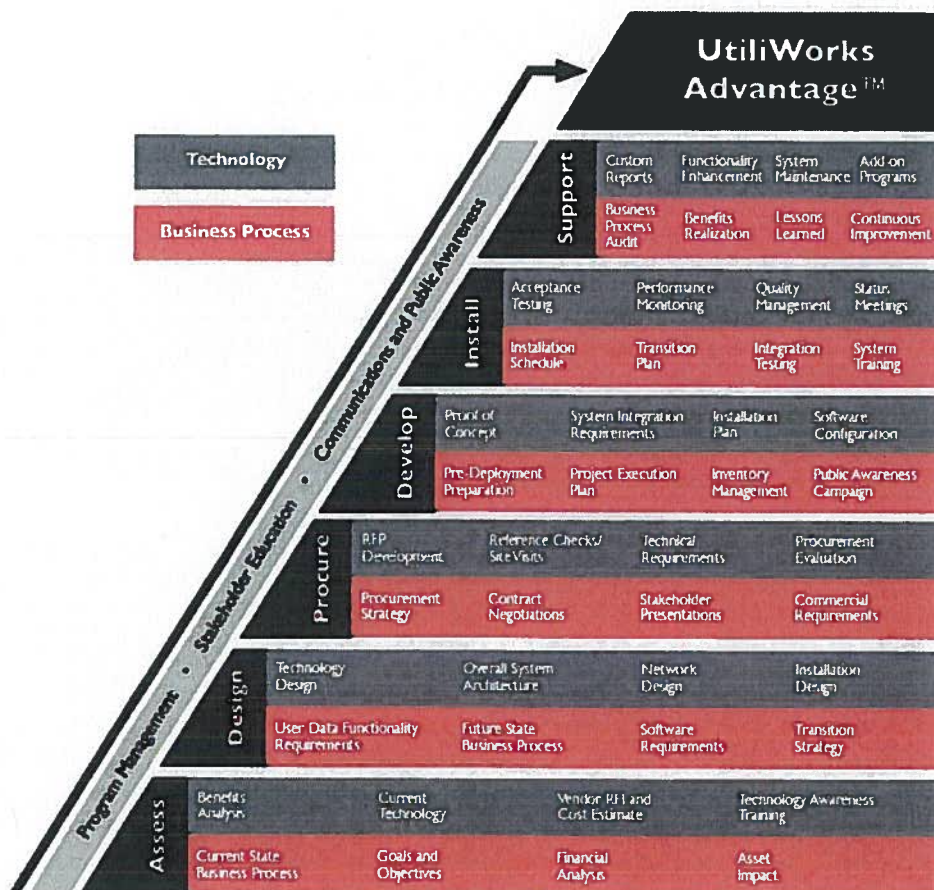 UtiliWorks
Advantage™
Technology
Business Process
Program Management • Stakeholder Education • Communications and Public Awareness
Support
Custom
Reports
Functionality
Enhancement
System
Maintenance
Add on
Programs
Business
Process
Audit
Benefits
Realization
Lessons
Learned
Continuous
Improvement
Install
Acceptance
Testing
Performance
Monitoring
Quality
Management
Status
Meetings
Installation
Schedule
Transition
Plan
Integration
Testing
System
Training
Develop
Proof of
Concept
System Integration
Requirements
Installation
Plan
Software
Configuration
Pre-Deployment
Preparation
Project Execution
Plan
Inventory
Management
Public Awareness
Campaign
Procure
RFP
Development
Reference Checks/
Site Visits
Technical
Requirements
Procurement
Evaluation
Procurement
Strategy
Contract
Negotiations
Stakeholder
Presentations
Commercial
Requirements
Design
Technology
Design
Overall System
Architecture
Network
Design
Installation
Design
User Data Functionality
Requirements
Future State
Business Process
Software
Requirements
Transition
Strategy
Assess
Benefits
Analysis
Current
Technology
Vendor RFI and
Cost Estimate
Technology Awareness
Training
Current State
Business Process
Goals and
Objectives
Financial
Analysis
Asset
Impact